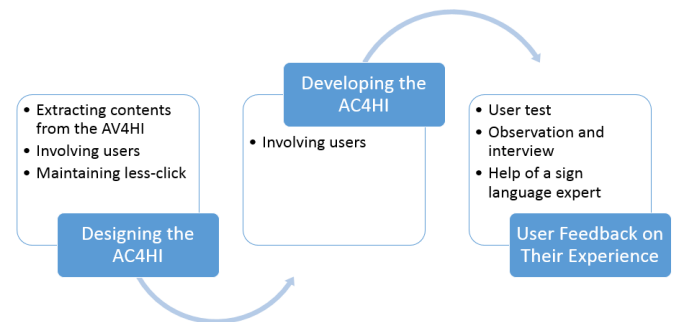 • Extracting contents
from the AV4HI
• Involving users
• Maintaining less-click
Designing the
AC4HI
Developing the
AC4HI
• Involving users
• User test
• Observation and
interview
• Help of a sign
language expert
User Feedback on
Their Experience